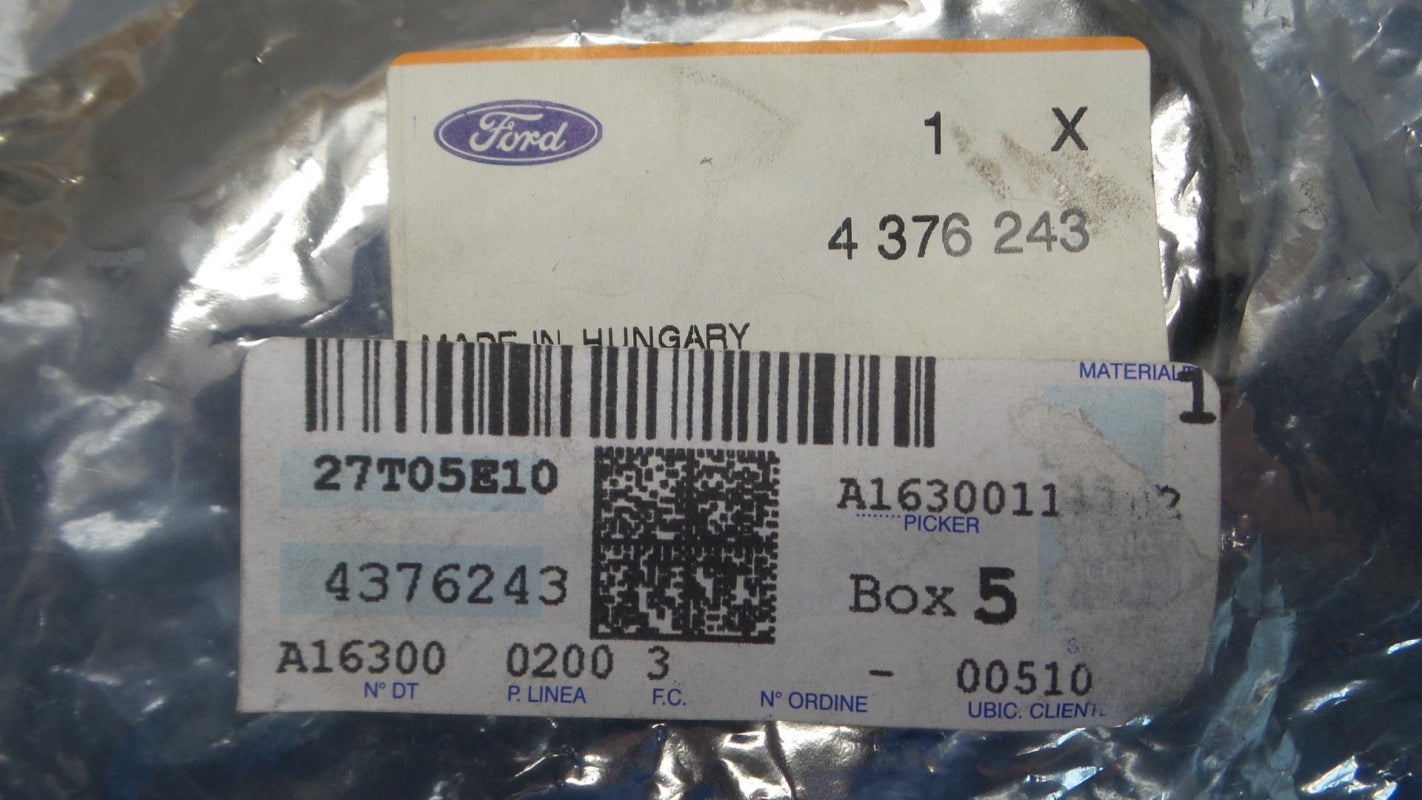 Ford
1 X
4 376 243
MADE IN HUNGARY
MATERIALE
1
27T05E10
A1630011
PICKER
4376243
Box 5
A16300 0200 3 - 00510
N° DT P. LINEA F.C. N° ORDINE UBIC. CLIENTE